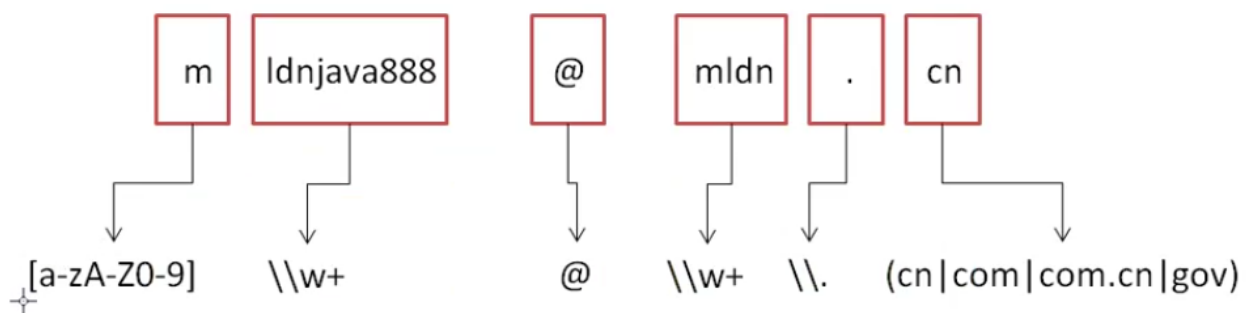 m ldnjava888 @ mldn . cn
[a-zA-Z0-9] \\w+ @ \\w+ \\. (cn|com|com.cn|gov)